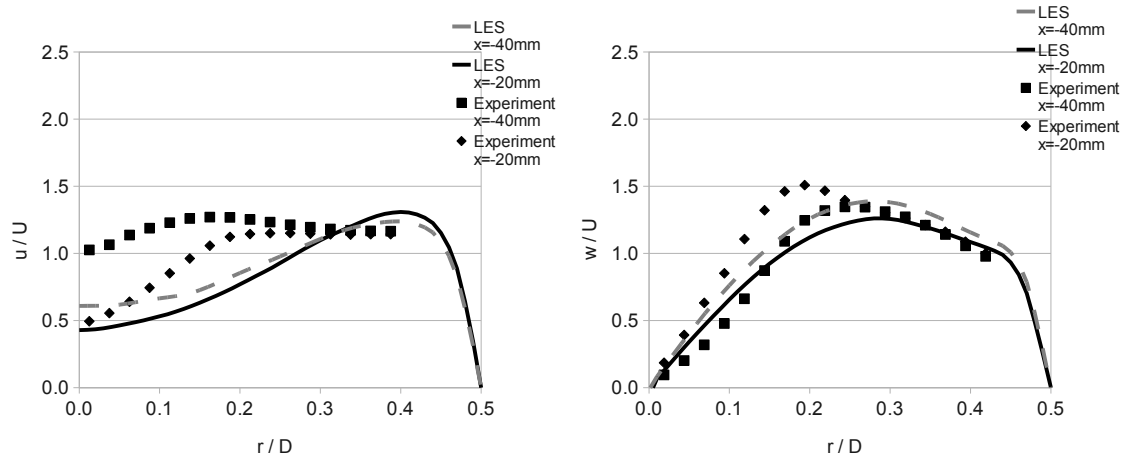 LES
x=-40mm
LES
x=-20mm
Experiment
x=-40mm
Experiment
x=-20mm
2.5
2.0
1.5
1.0
0.5
0.0
u / U
0.0 0.1 0.2 0.3 0.4 0.5
r / D
LES
x=-40mm
LES
x=-20mm
Experiment
x=-40mm
Experiment
x=-20mm
2.5
2.0
1.5
1.0
0.5
0.0
w / U
0.0 0.1 0.2 0.3 0.4 0.5
r / D